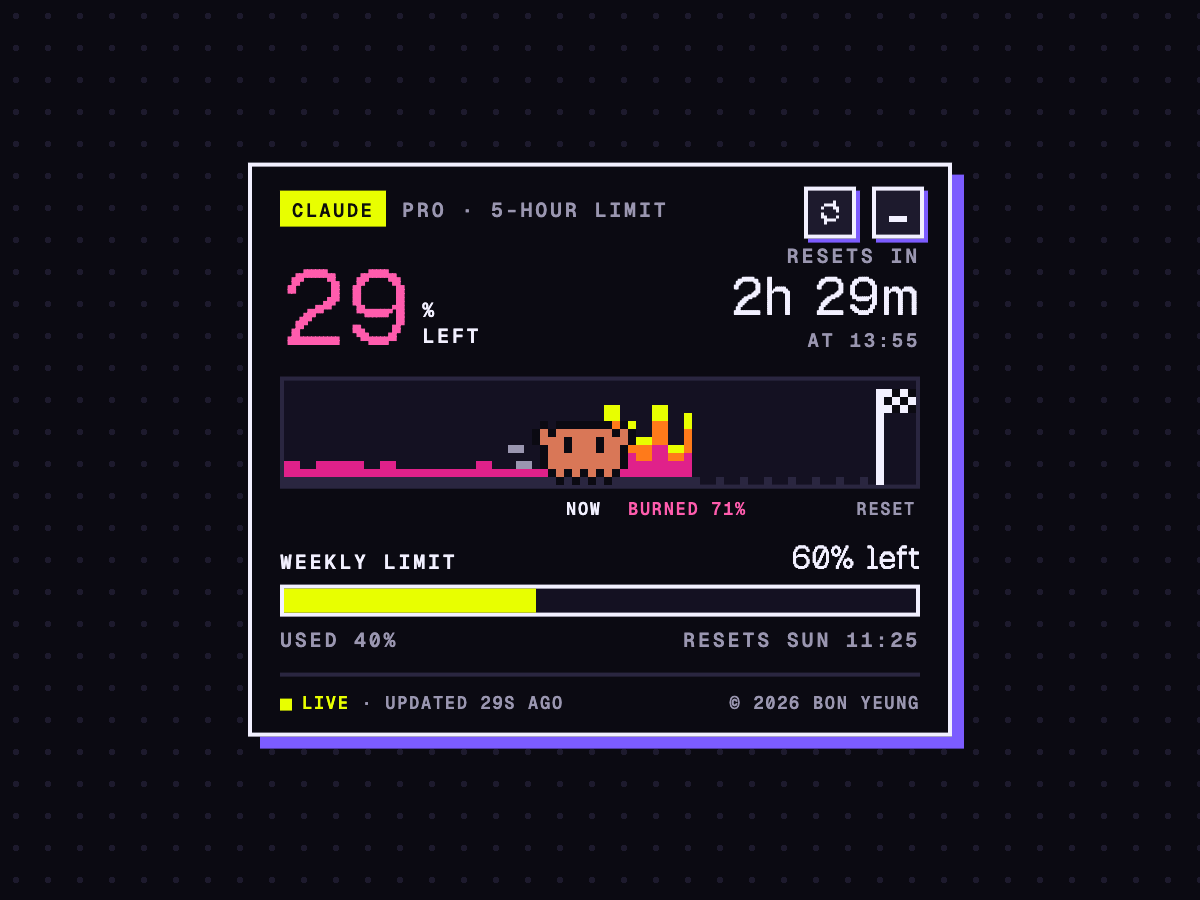 CLAUDE PRO · 5-HOUR LIMIT
RESETS IN
29 % LEFT
2h 29m
AT 13:55
NOW BURNED 71% RESET
WEEKLY LIMIT 60% left
USED 40% RESETS SUN 11:25
LIVE · UPDATED 29S AGO © 2026 BON YEUNG